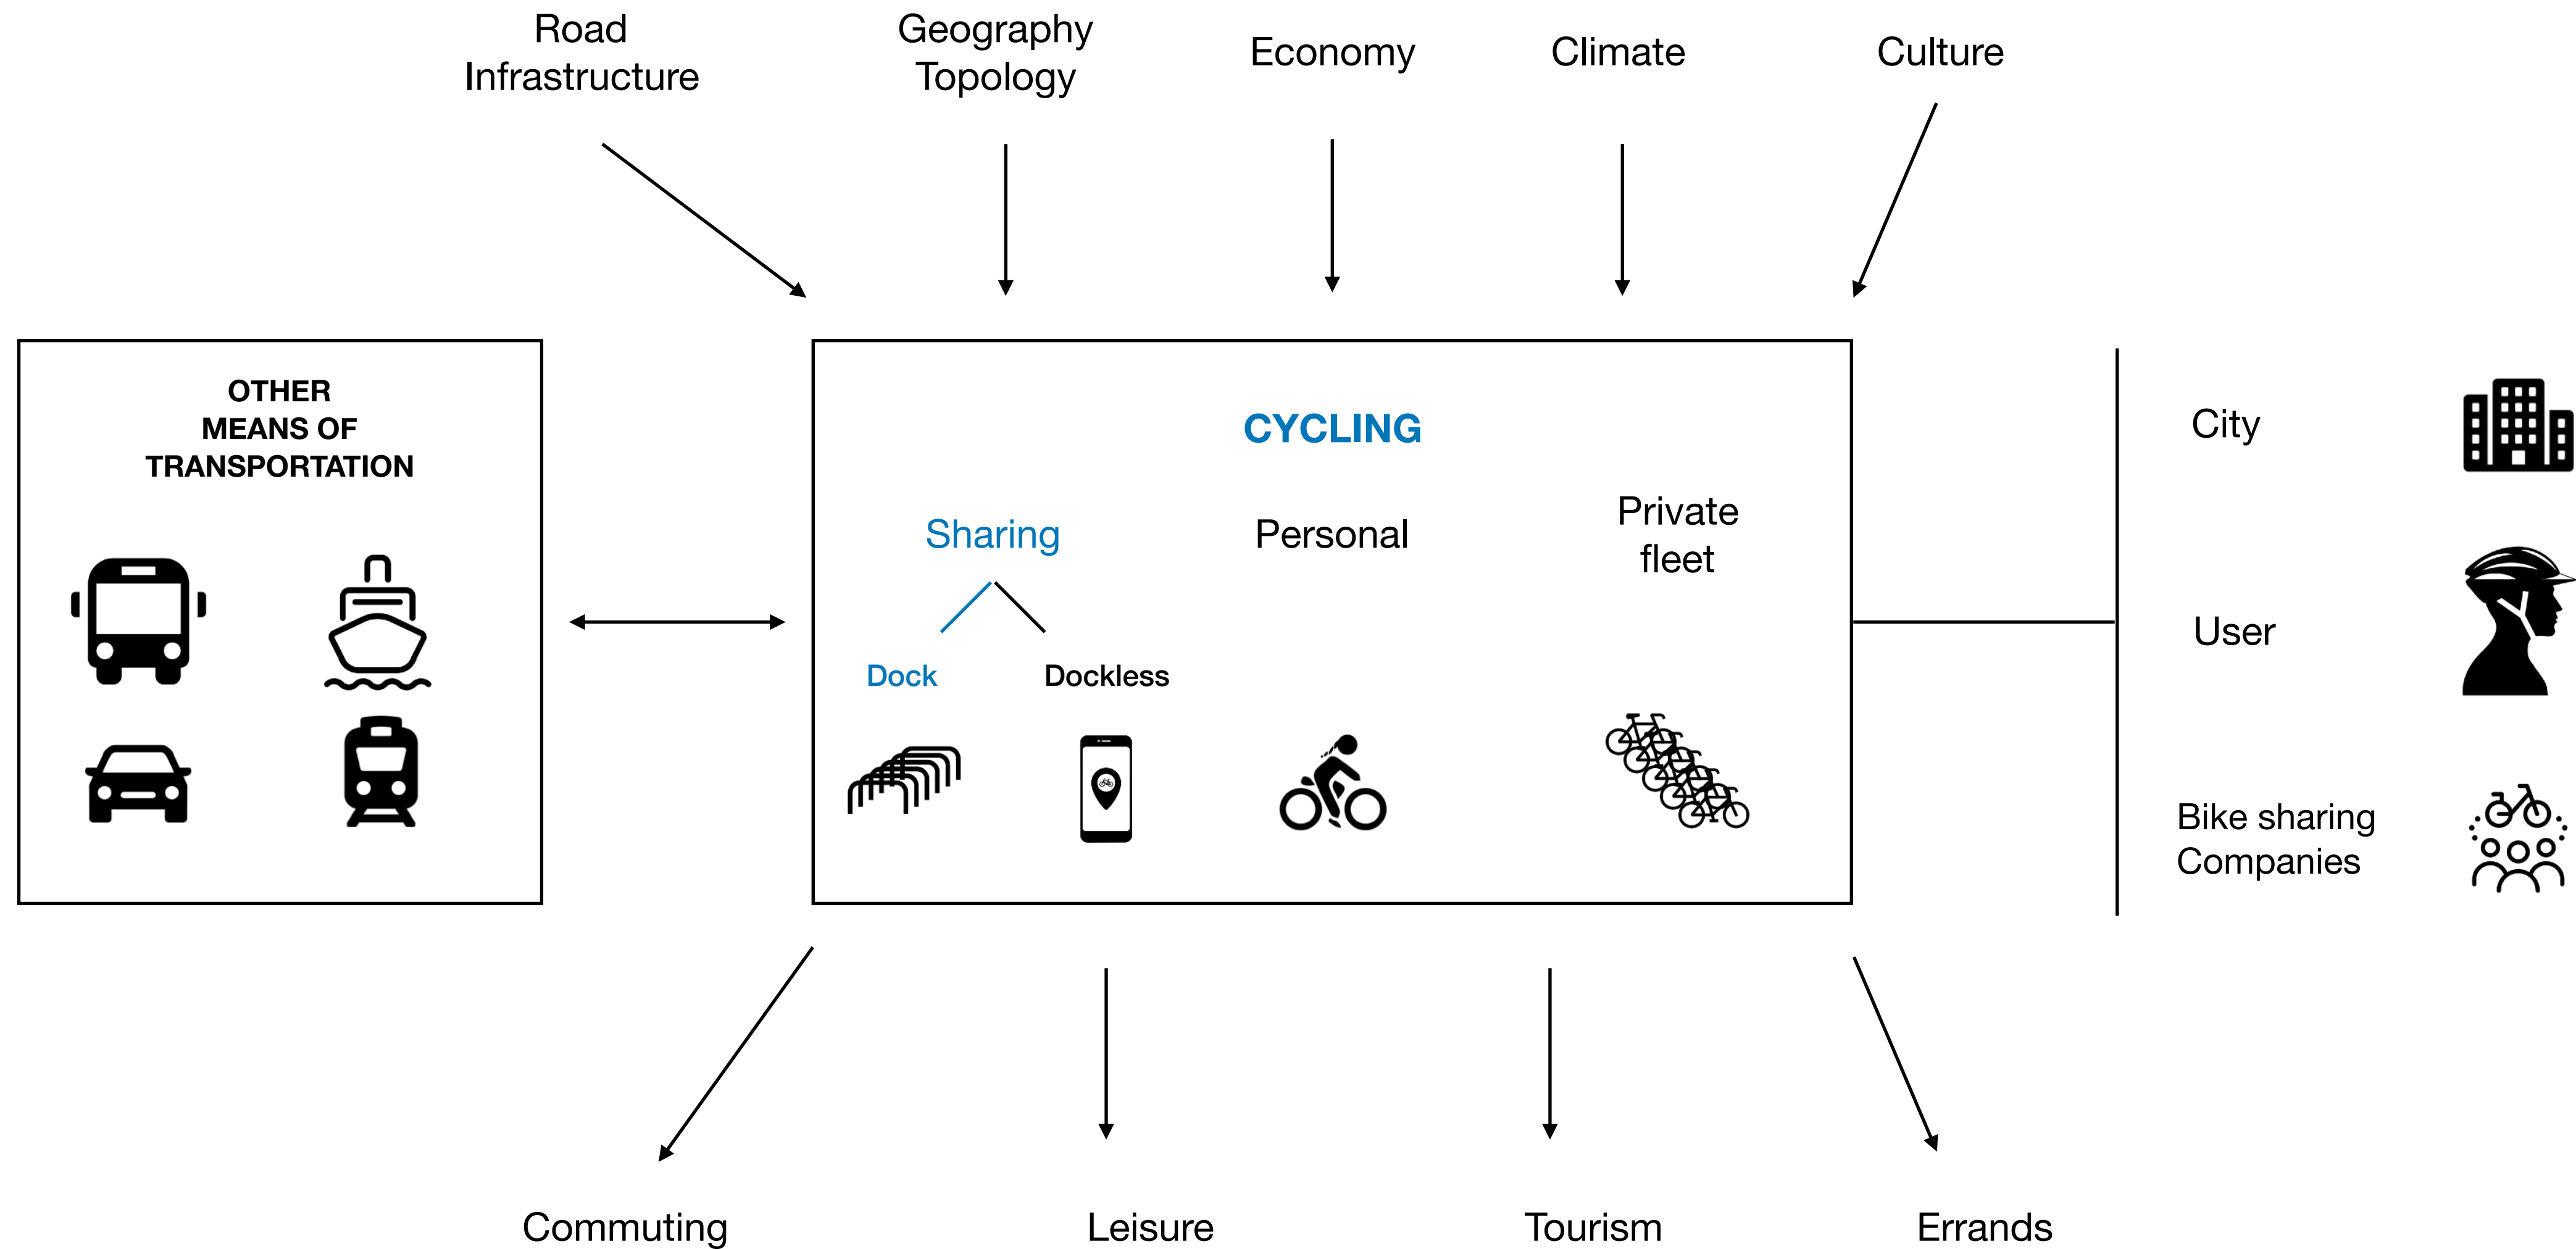 Road
Infrastructure
Geography
Topology
Economy
Climate
Culture
OTHER
MEANS OF
TRANSPORTATION
CYCLING
Sharing
Personal
Private
fleet
Dock
Dockless
City
User
Bike sharing
Companies
Commuting
Leisure
Tourism
Errands